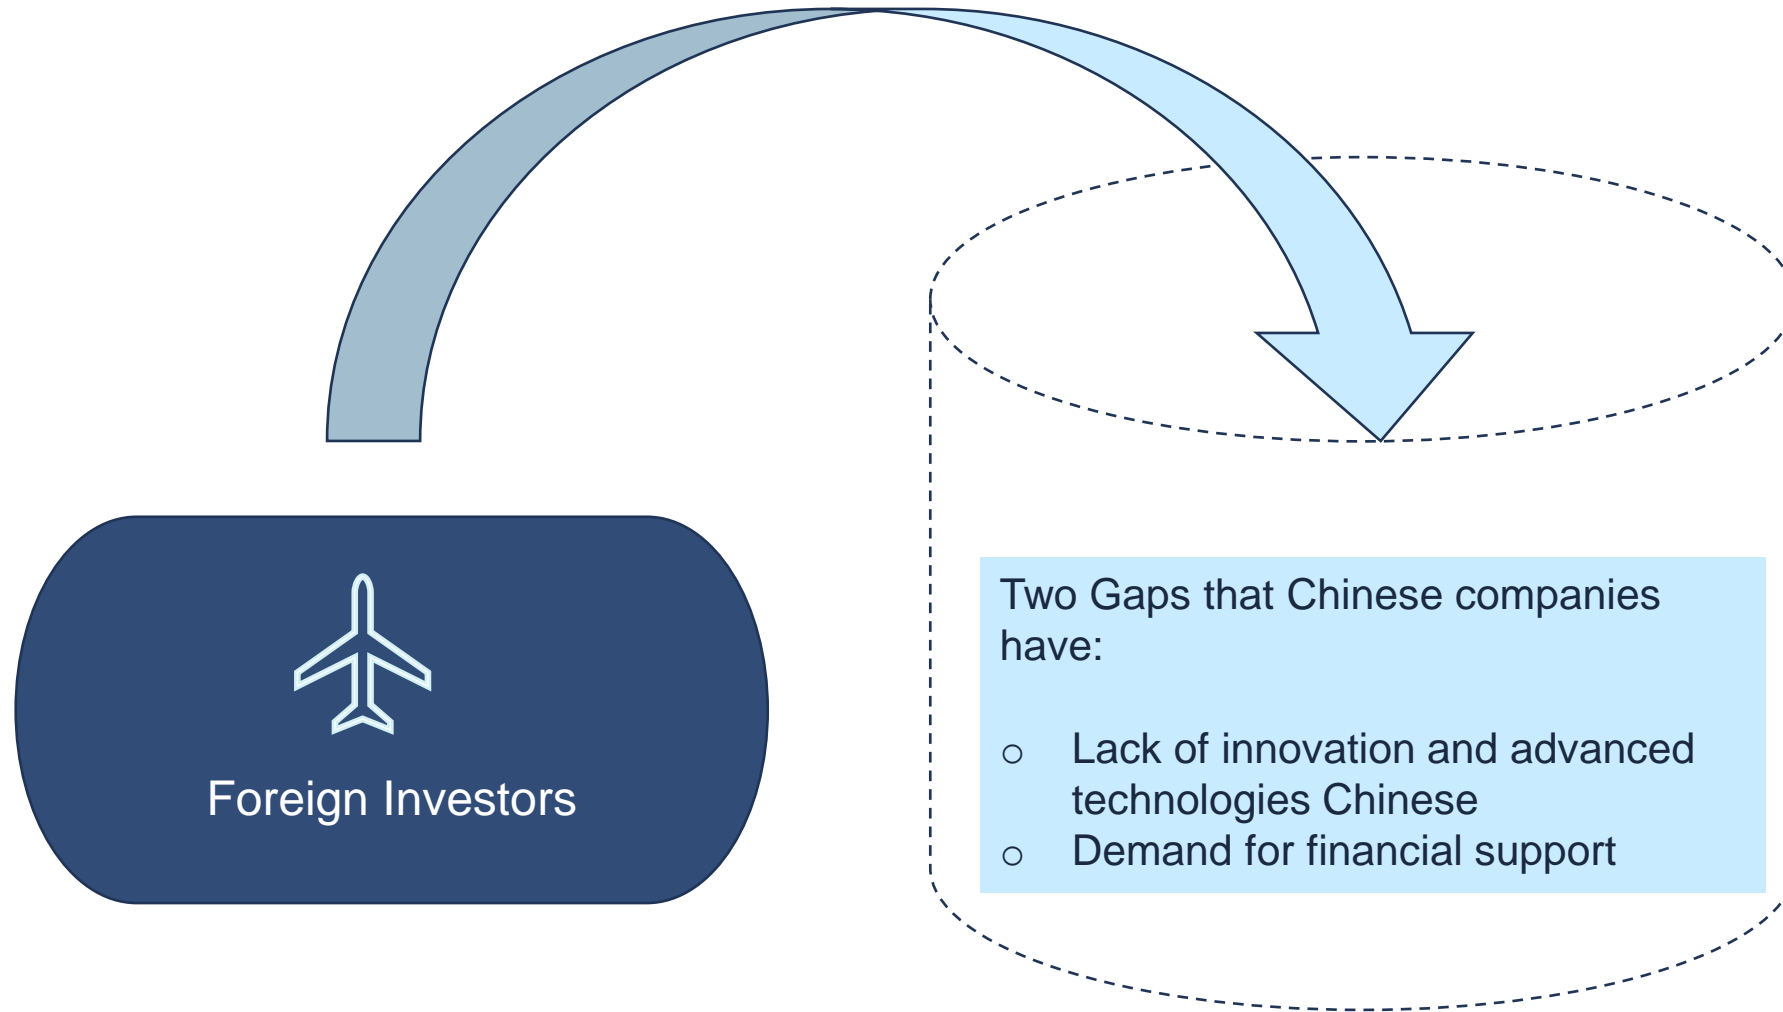 Foreign Investors
Two Gaps that Chinese companies
have:
o Lack of innovation and advanced
technologies Chinese
o Demand for financial support